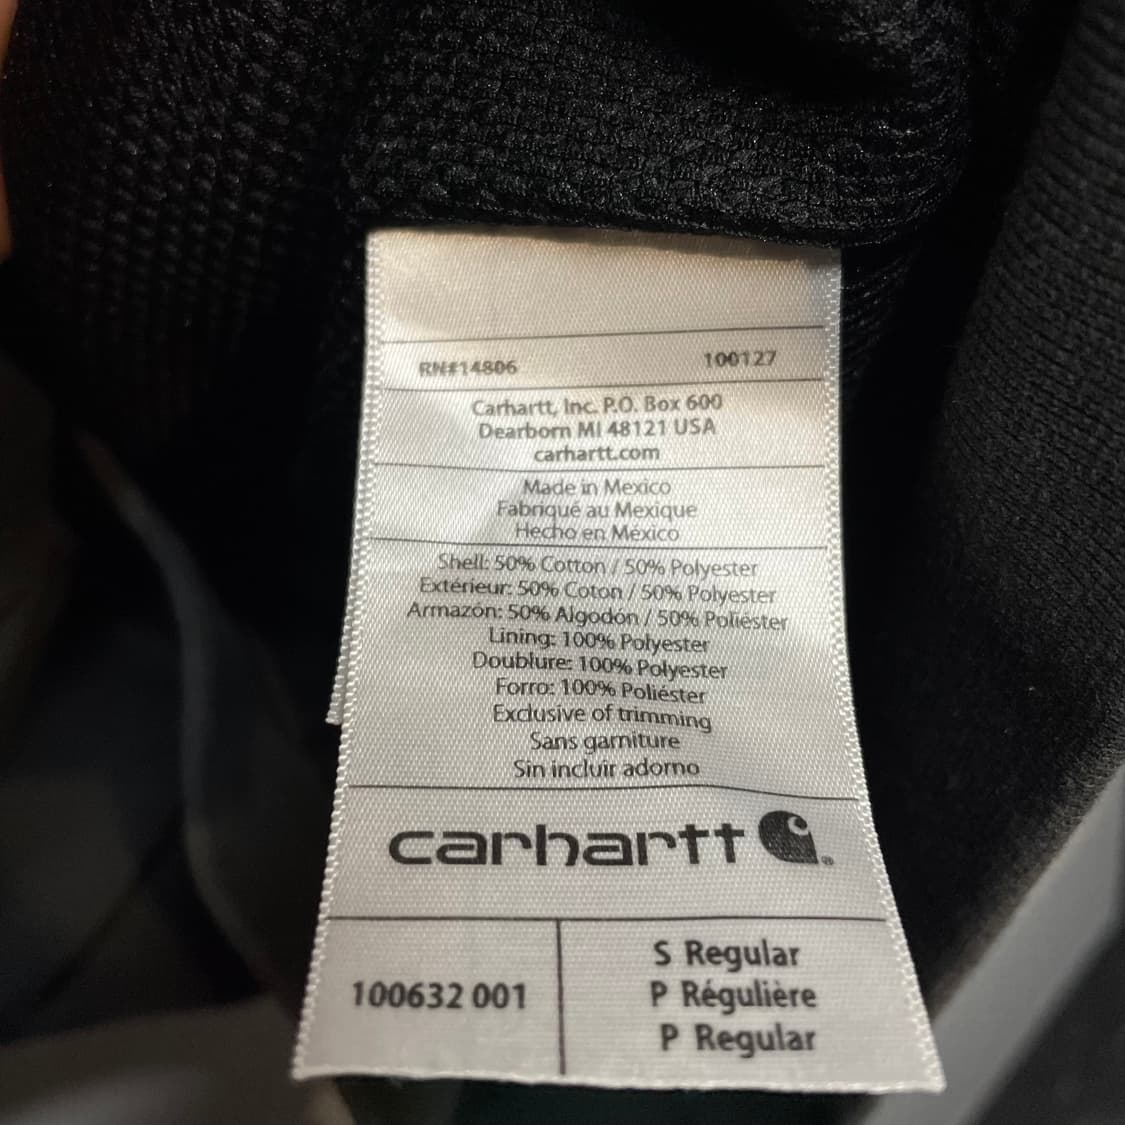 RN#14806 100127
Carhartt, Inc. P.O. Box 600
Dearborn MI 48121 USA
carhartt.com
Made in Mexico
Fabriqué au Mexique
Hecho en México
Shell: 50% Cotton / 50% Polyester
Extérieur: 50% Coton / 50% Polyester
Armazón: 50% Algodón / 50% Poliéster
Lining: 100% Polyester
Doublure: 100% Polyester
Forro: 100% Poliéster
Exclusive of trimming
Sans garniture
Sin incluir adorno
carhartt ®
100632 001
S Regular
P Régulière
P Regular